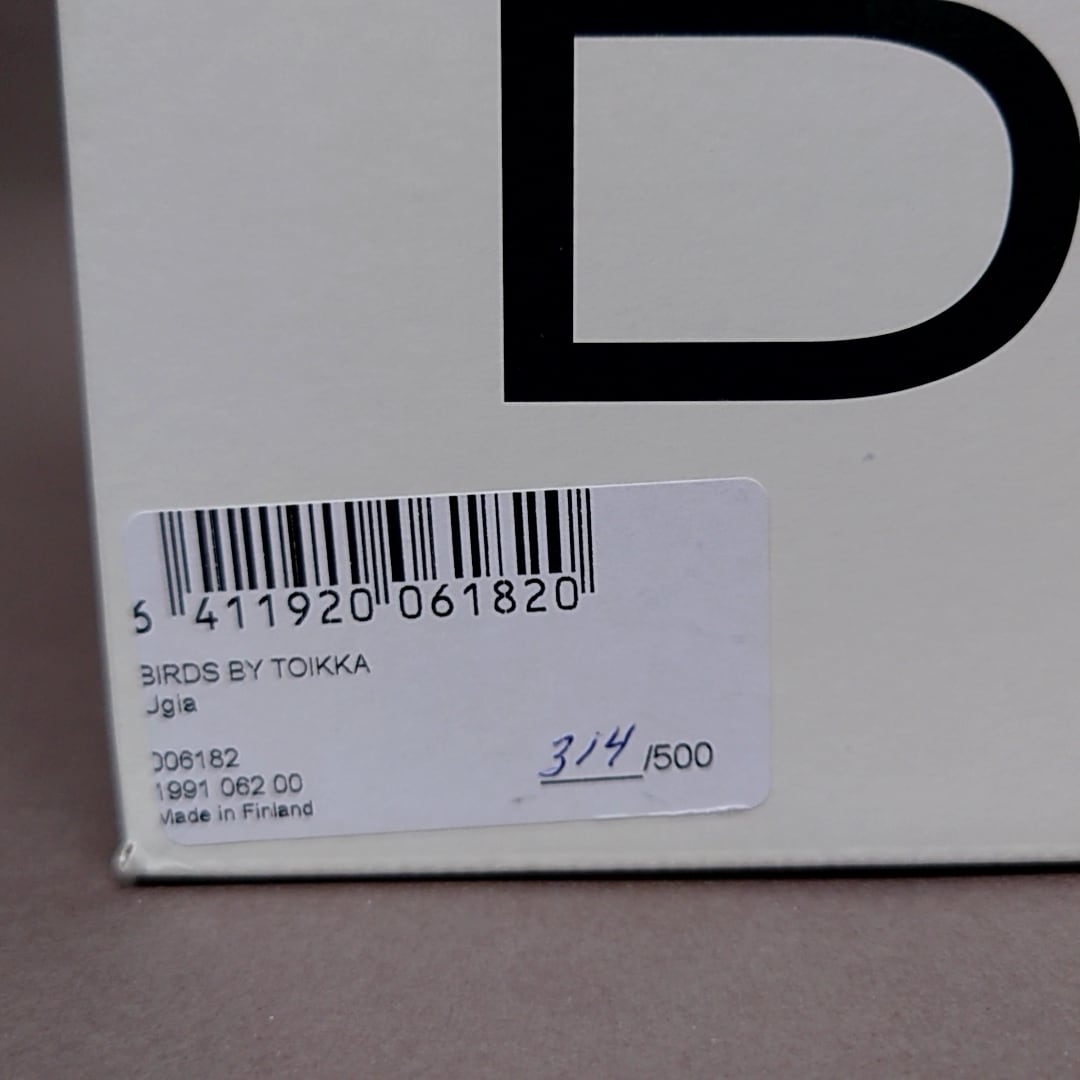 B
6 411920 061820
BIRDS BY TOIKKA
Jgia
006182
1991 062 00
314/500
Made in Finland